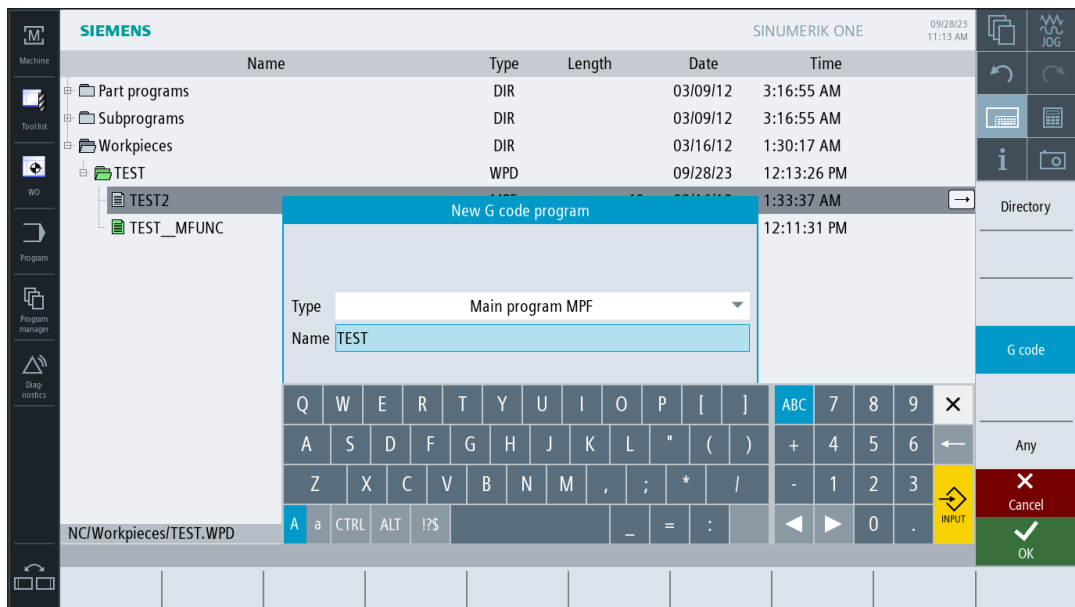 SIEMENS
SINUMERIK ONE
09/28/23
11:13 AM
M
Machine
JOG
Name Type Length Date Time
Part programs DIR 03/09/12 3:16:55 AM
Subprograms DIR 03/09/12 3:16:55 AM
Workpieces DIR 03/16/12 1:30:17 AM
TEST WPD 09/28/23 12:13:26 PM
TEST2 1:33:37 AM
TEST__MFUNC 12:11:31 PM
Tool list
WO
Program
Program
manager
Diag-
nostics
New G code program
Type Main program MPF
Name TEST
Q W E R T Y U I O P [ ] ABC 7 8 9
A S D F G H J K L " ( ) + 4 5 6
Z X C V B N M , ; * / - 1 2 3
A a CTRL ALT !?$ _ = : 0 .
INPUT
NC/Workpieces/TEST.WPD
i
Directory
G code
Any
Cancel
OK